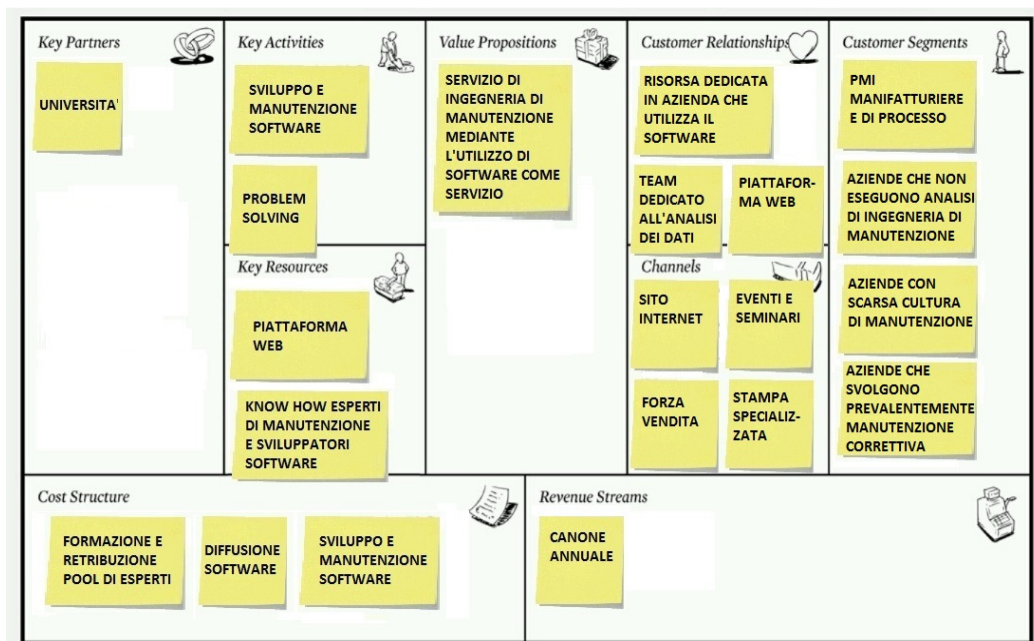 Key Partners
UNIVERSITA'
Key Activities
SVILUPPO E
MANUTENZIONE
SOFTWARE
PROBLEM
SOLVING
Key Resources
PIATTAFORMA
WEB
KNOW HOW ESPERTI
DI MANUTENZIONE
E SVILUPPATORI
SOFTWARE
Value Propositions
SERVIZIO DI
INGEGNERIA DI
MANUTENZIONE
MEDIANTE
L'UTILIZZO DI
SOFTWARE COME
SERVIZIO
Customer Relationships
RISORSA DEDICATA
IN AZIENDA CHE
UTILIZZA IL
SOFTWARE
TEAM
DEDICATO
ALL'ANALISI
DEI DATI
PIATTAFOR-
MA WEB
Channels
SITO
INTERNET
EVENTI E
SEMINARI
FORZA
VENDITA
STAMPA
SPECIALIZ-
ZATA
Customer Segments
PMI
MANIFATTURIERE
E DI PROCESSO
AZIENDE CHE NON
ESEGUONO ANALISI
DI INGEGNERIA DI
MANUTENZIONE
AZIENDE CON
SCARSA CULTURA
DI MANUTENZIONE
AZIENDE CHE
SVOLGONO
PREVALENTEMENTE
MANUTENZIONE
CORRETTIVA
Cost Structure
FORMAZIONE E
RETRIBUZIONE
POOL DI ESPERTI
DIFFUSIONE
SOFTWARE
SVILUPPO E
MANUTENZIONE
SOFTWARE
Revenue Streams
CANONE
ANNUALE